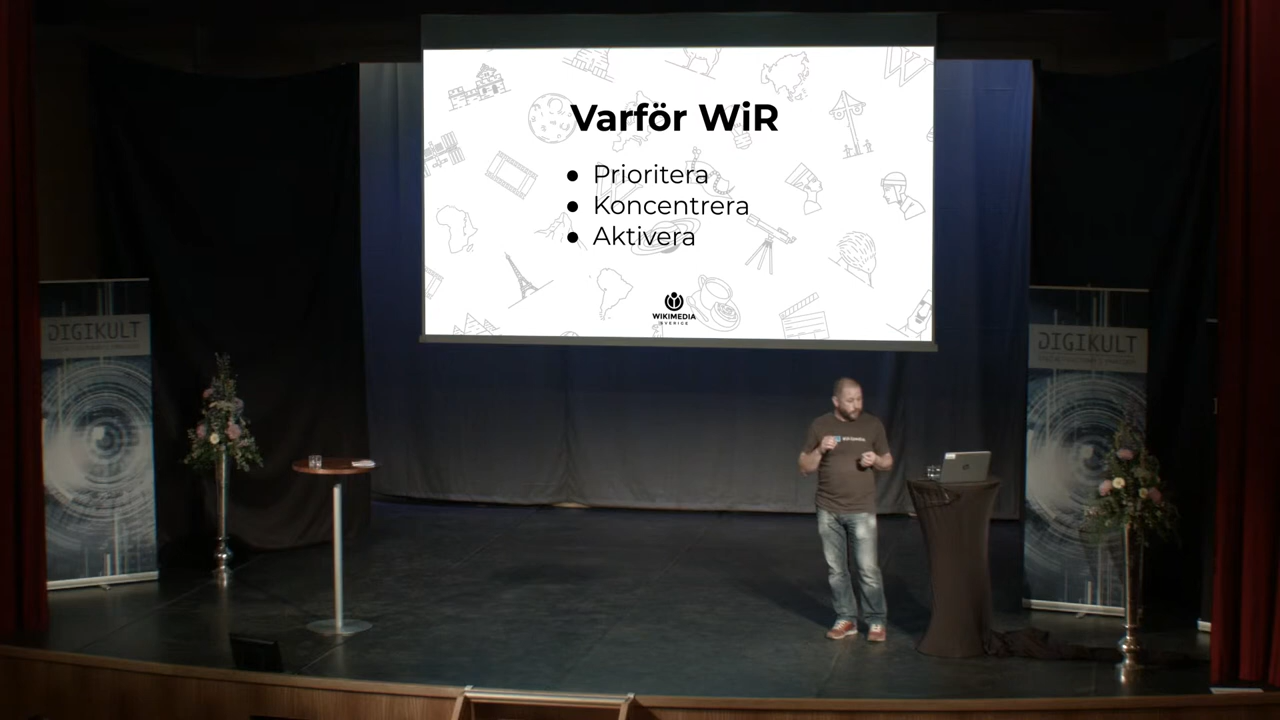 Varför WiR
● Prioritera
● Koncentrera
● Aktivera
WIKIMEDIA
SVERIGE
DIGIKULT
DIGIKULT